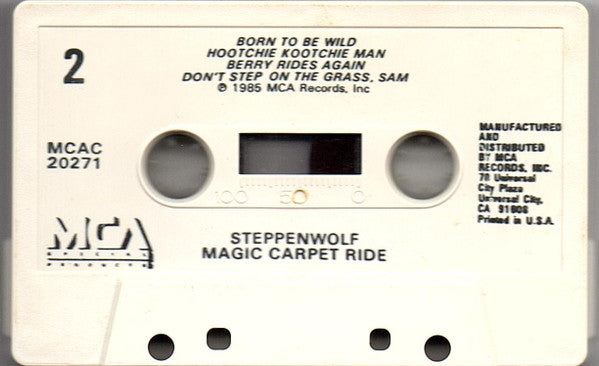 2
BORN TO BE WILD
HOOTCHIE KOOTCHIE MAN
BERRY RIDES AGAIN
DON'T STEP ON THE GRASS, SAM
℗ 1985 MCA Records, Inc
MCAC
20271
MANUFACTURED
AND
DISTRIBUTED
BY MCA
RECORDS, INC.
70 Universal
City Plaza
Universal City,
CA 91608
Printed in U.S.A.
100 50 0
MCA
SPECIAL
PRODUCTS
STEPPENWOLF
MAGIC CARPET RIDE